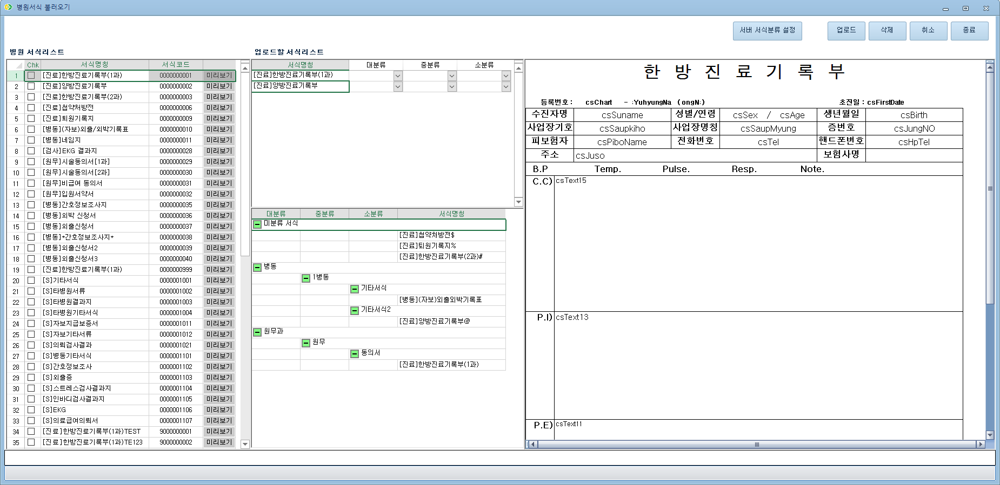 병원서식 불러오기
서버 서식분류 설정 업로드 삭제 취소 종료
병원 서식리스트
Chk 서식명칭 서식코드
1 [진료]한방진료기록부(1과) 0000000001 미리보기
2 [진료]양방진료기록부 0000000002 미리보기
3 [진료]한방진료기록부(2과) 0000000003 미리보기
4 [진료]첩약처방전 0000000006 미리보기
5 [진료]퇴원기록지 0000000009 미리보기
6 [병동](자보)외출/외박기록표 0000000010 미리보기
7 [병동]네임지 0000000011 미리보기
8 [검사]EKG 결과지 0000000028 미리보기
9 [원무]시술동의서[1과] 0000000029 미리보기
10 [원무]시술동의서[2과] 0000000030 미리보기
11 [원무]비급여 동의서 0000000031 미리보기
12 [원무]입원서약서 0000000032 미리보기
13 [병동]간호정보조사지 0000000035 미리보기
14 [병동]외박 신청서 0000000036 미리보기
15 [병동]외출신청서 0000000037 미리보기
16 [병동]*간호정보조사지* 0000000038 미리보기
17 [병동]외출신청서2 0000000039 미리보기
18 [병동]외출신청서3 0000000040 미리보기
19 [진료]한방진료기록부(1과) 0000000999 미리보기
20 [S]기타서식 0000001001 미리보기
21 [S]타병원서류 0000001002 미리보기
22 [S]타병원결과지 0000001003 미리보기
23 [S]타병원기타서식 0000001004 미리보기
24 [S]자보지급보증서 0000001011 미리보기
25 [S]자보기타서류 0000001012 미리보기
26 [S]의뢰검사결과 0000001021 미리보기
27 [S]병동기타서식 0000001101 미리보기
28 [S]간호정보조사 0000001102 미리보기
29 [S]외출증 0000001103 미리보기
30 [S]스트레스검사결과지 0000001104 미리보기
31 [S]인바디검사결과지 0000001105 미리보기
32 [S]EKG 0000001106 미리보기
33 [S]의료급여의뢰서 0000001107 미리보기
34 [진료]한방진료기록부(1과)TEST 9000000001 미리보기
35 [진료]한방진료기록부(1과)TE123 9000000002 미리보기
업로드할 서식리스트
서식명칭 대분류 중분류 소분류
[진료]한방진료기록부(1과)
[진료]양방진료기록부
대분류 중분류 소분류 서식명칭
미분류 서식
[진료]첩약처방전$
[진료]퇴원기록지%
[진료]한방진료기록부(2과)#
병동
1병동
기타서식
[병동](자보)외출외박기록표
기타서식2
[진료]양방진료기록부@
원무과
원무
동의서
[진료]한방진료기록부(1과)
한 방 진 료 기 록 부
등록번호 : csChart - :YuhyungNa ( ongN:) 초진일 : csFirstDate
수진자명 csSuname 성별/연령 csSex / csAge 생년월일 csBirth
사업장기호 csSaupkiho 사업장명칭 csSaupMyung 증번호 csJungNO
피보험자 csPiboName 전화번호 csTel 핸드폰번호 csHpTel
주소 csJuso 보험사명
B.P Temp. Pulse. Resp. Note.
C.C) csText15
P.I) csText13
P.E) csText11